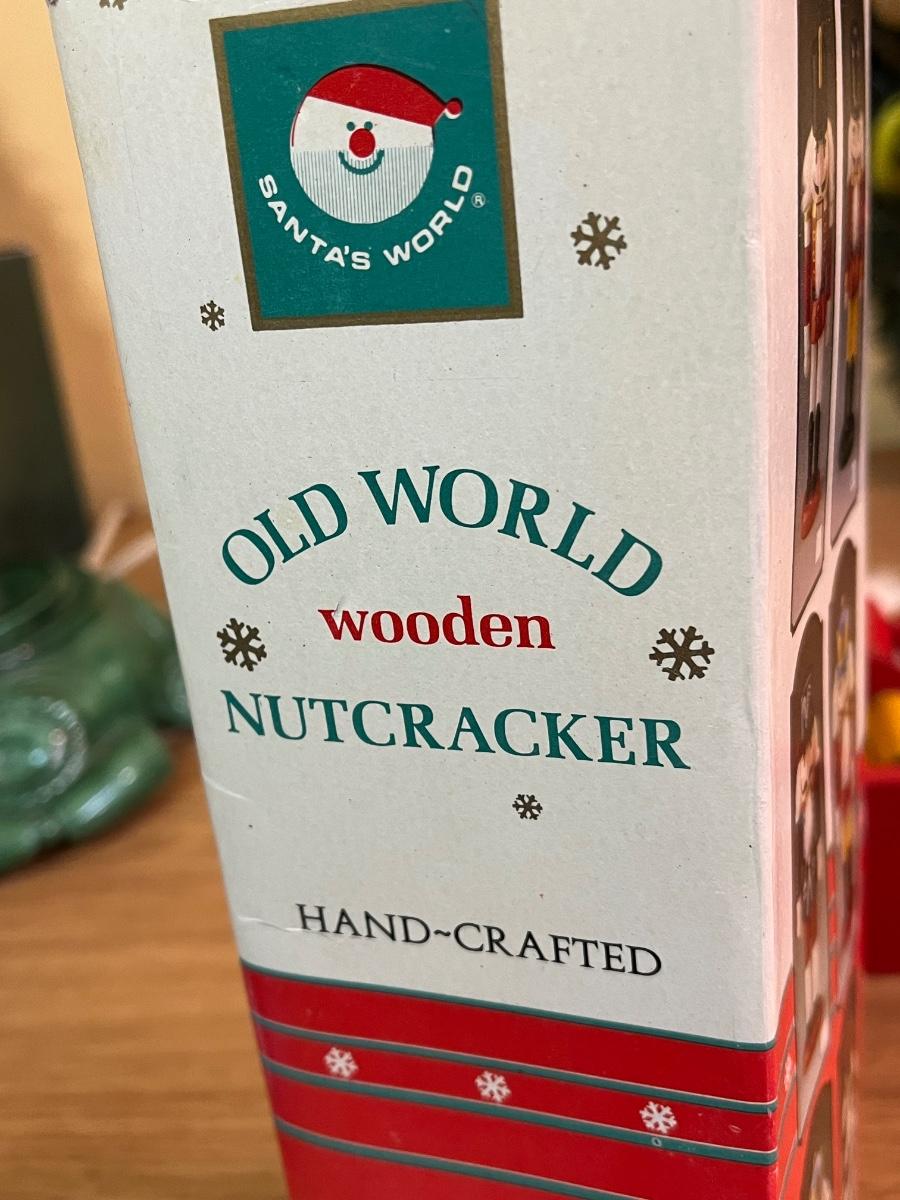 SANTA'S WORLD®
OLD WORLD
wooden
NUTCRACKER
HAND~CRAFTED